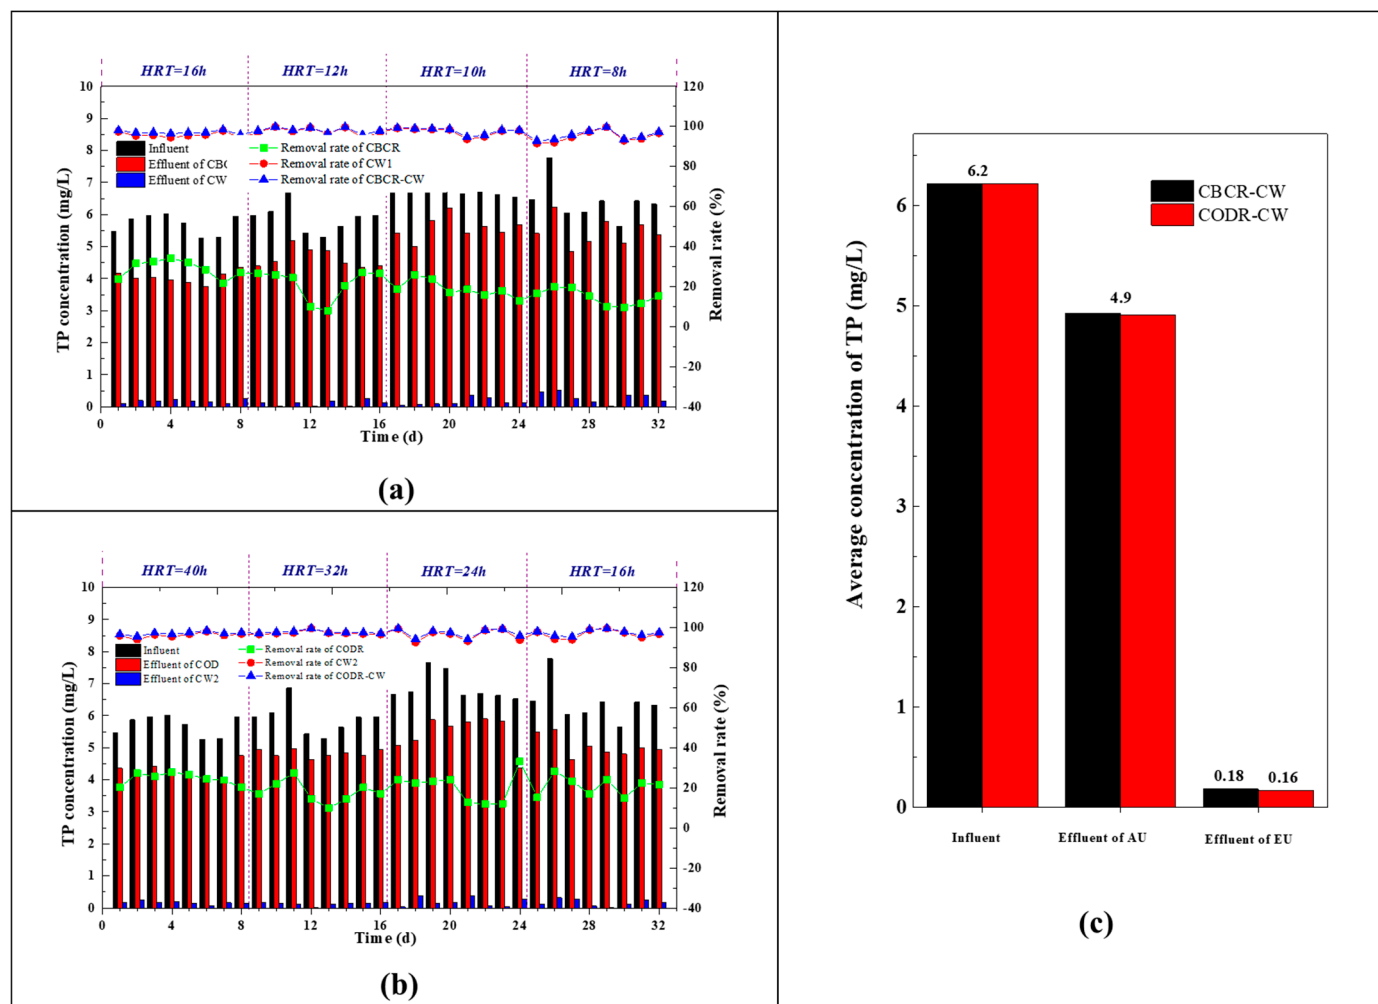 HRT=16h HRT=12h HRT=10h HRT=8h
10 120
9 100
8 80
7 60
6 40
5 20
4 0
3 -20
2 -40
1
0
Influent
Effluent of CBC
Effluent of CW
Removal rate of CBCR
Removal rate of CW1
Removal rate of CBCR-CW
TP concentration (mg/L)
Removal rate (%)
0 4 8 12 16 20 24 28 32
Time (d)
(a)
HRT=40h HRT=32h HRT=24h HRT=16h
10 120
9 100
8 80
7 60
6 40
5 20
4 0
3 -20
2 -40
1
0
Influent
Effluent of COD
Effluent of CW2
Removal rate of CODR
Removal rate of CW2
Removal rate of CODR-CW
TP concentration (mg/L)
Removal rate (%)
0 4 8 12 16 20 24 28 32
Time (d)
(b)
6.2
CBCR-CW
CODR-CW
4.9
0.18 0.16
6
5
4
3
2
1
0
Average concentration of TP (mg/L)
Influent Effluent of AU Effluent of EU
(c)